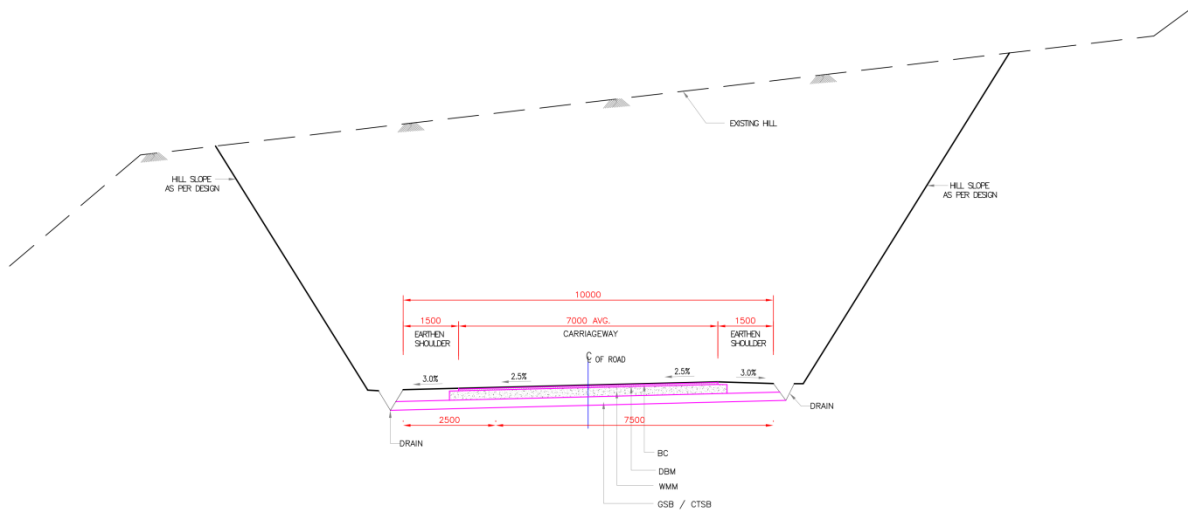 EXISTING HILL
HILL SLOPE
AS PER DESIGN
HILL SLOPE
AS PER DESIGN
10000
1500
7000 AVG.
1500
EARTHEN
SHOULDER
CARRIAGEWAY
EARTHEN
SHOULDER
℄ OF ROAD
3.0%
2.5%
2.5%
3.0%
DRAIN
2500
7500
DRAIN
BC
DBM
WMM
GSB / CTSB